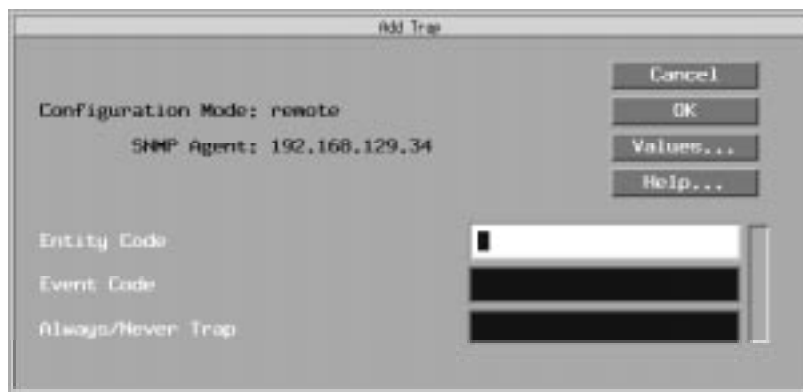 Add Trap
Cancel
Configuration Mode: remote
OK
SNMP Agent: 192.168.129.34
Values...
Help...
Entity Code
Event Code
Always/Never Trap